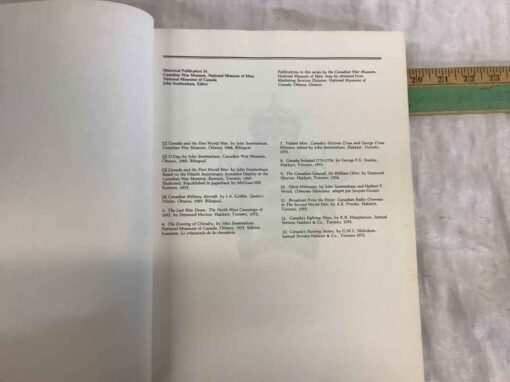 Historical Publication 14.
Canadian War Museum, National Museum of Man,
National Museums of Canada
John Swettenham, Editor
Publications in this series by the Canadian War Museum,
National Museum of Man, may be obtained from
Marketing Services Division, National Museums of
Canada, Ottawa, Ontario.
[1] Canada and the First World War. by John Swettenham.
Canadian War Museum, Ottawa, 1968. Bilingual.
[2] D-Day. by John Swettenham. Canadian War Museum,
Ottawa, 1969. Bilingual.
[3] Canada and the First World War. by John Swettenham.
Based on the Fiftieth Anniversary Armistice Display at the
Canadian War Museum. Ryerson, Toronto, 1969.
Illustrated. Republished in paperback by McGraw-Hill
Ryerson, 1973.
[4] Canadian Military Aircraft, by J.A. Griffin. Queen's
Printer, Ottawa, 1969. Bilingual.
5. The Last War Drum: The North West Campaign of
1885. by Desmond Morton. Hakkert, Toronto, 1972.
6. The Evening of Chivalry, by John Swettenham.
National Museums of Canada, Ottawa, 1972. Édition
française: Le crépuscule de la chevalerie.
7. Valiant Men: Canada's Victoria Cross and George Cross
Winners. edited by John Swettenham. Hakkert, Toronto,
1973.
8. Canada Invaded 1775-1776. by George F.G. Stanley.
Hakkert, Toronto, 1973.
9. The Canadian General, Sir William Otter. by Desmond
Morton. Hakkert, Toronto, 1974.
10. Silent Witnesses. by John Swettenham and Herbert F.
Wood. (Témoins Silencieux. adapté par Jacques Gouin).
11. Broadcast from the Front: Canadian Radio Overseas
in the Second World War. by A.E. Powley. Hakkert,
Toronto, 1975.
12. Canada's Fighting Ships. by K.R. Macpherson. Samuel
Stevens Hakkert & Co., Toronto 1975.
13. Canada's Nursing Sisters. by G.W.L. Nicholson.
Samuel Stevens Hakkert & Co., Toronto 1975.
20
21
22
23